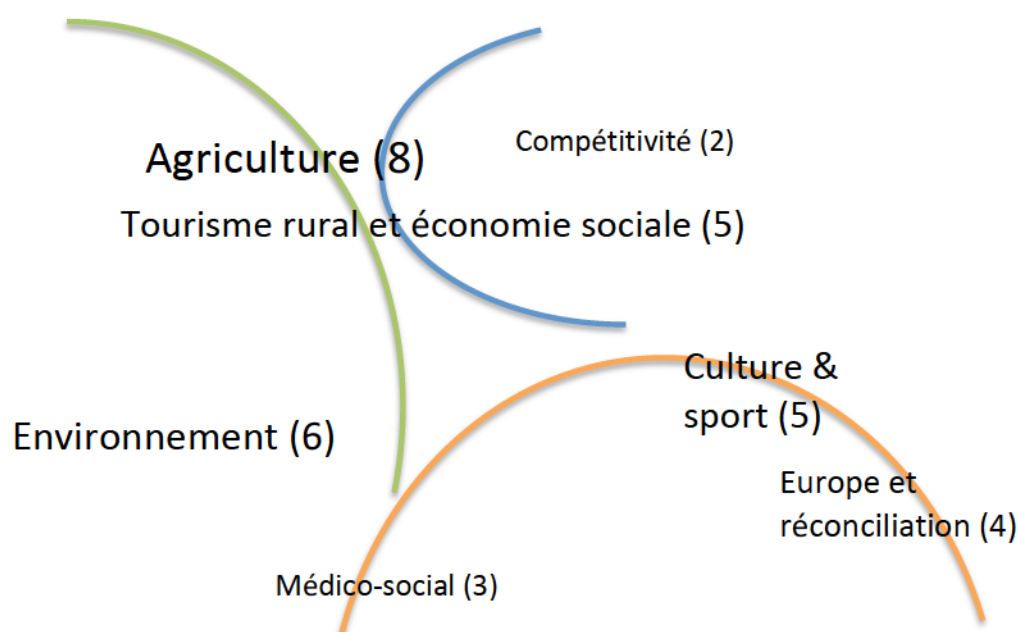 Compétitivité (2)
Agriculture (8)
Tourisme rural et économie sociale (5)
Culture &
sport (5)
Environnement (6)
Europe et
réconciliation (4)
Médico-social (3)